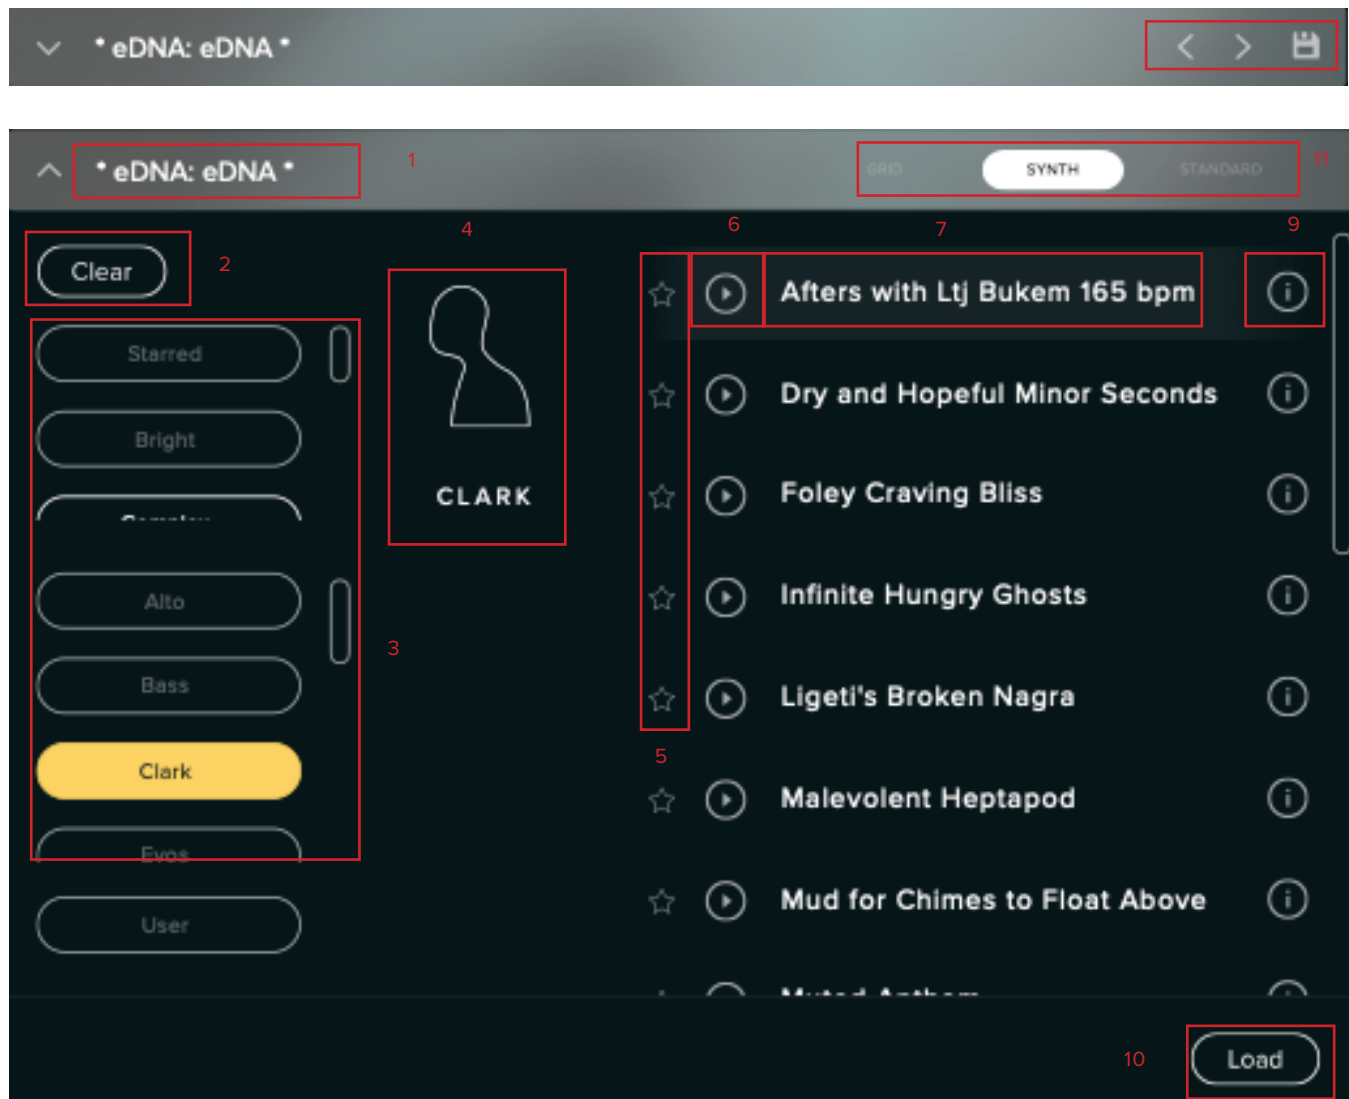 * eDNA: eDNA *
* eDNA: eDNA *
1
GRID
SYNTH
STANDARD
11
4
6
7
9
Clear
2
Afters with Ltj Bukem 165 bpm
Starred
Dry and Hopeful Minor Seconds
Bright
CLARK
Foley Craving Bliss
Alto
Infinite Hungry Ghosts
3
Bass
Ligeti's Broken Nagra
5
Clark
Malevolent Heptapod
Evos
Mud for Chimes to Float Above
User
10
Load